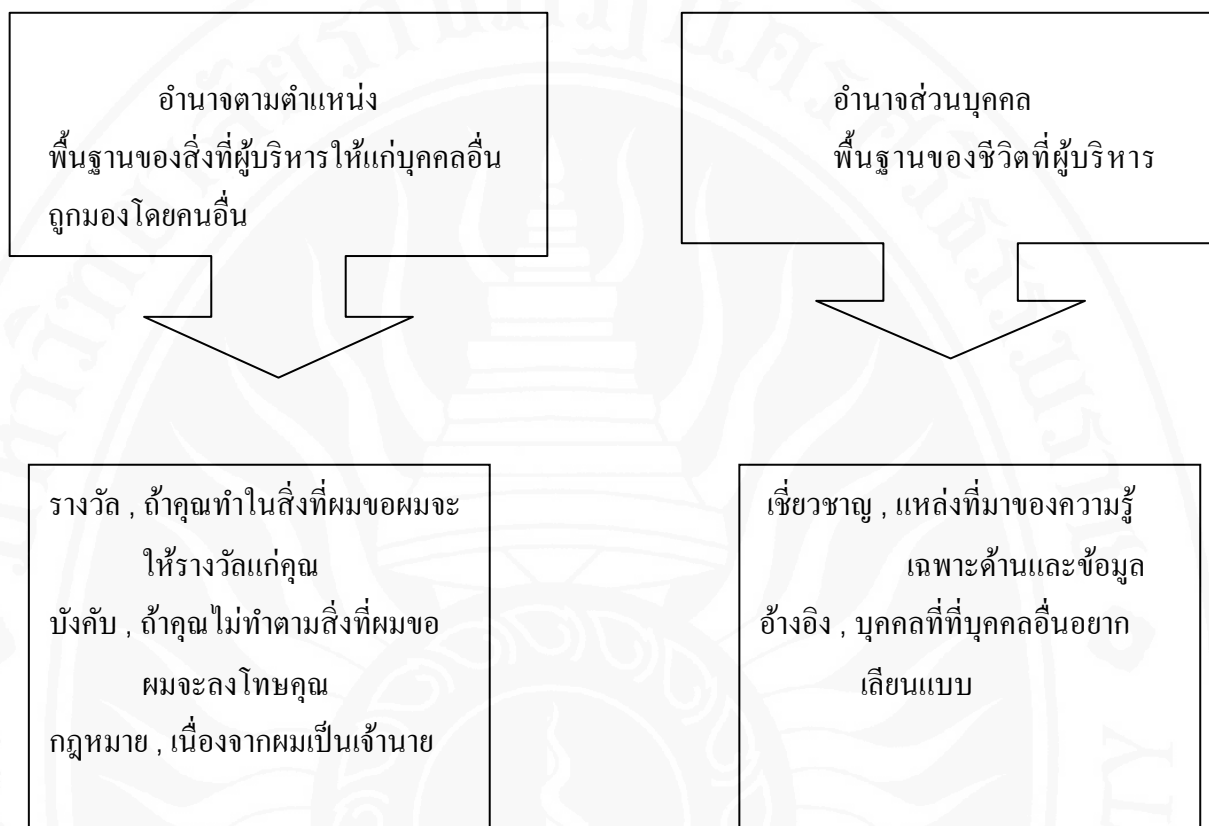 อำนาจตามตำแหน่ง
พื้นฐานของสิ่งที่ผู้บริหารให้แก่บุคคลอื่น
ถูกมองโดยคนอื่น
อำนาจส่วนบุคคล
พื้นฐานของชีวิตที่ผู้บริหาร
รางวัล , ถ้าคุณทำในสิ่งที่ผมขอผมจะ
ให้รางวัลแก่คุณ
บังคับ , ถ้าคุณไม่ทำตามสิ่งที่ผมขอ
ผมจะลงโทษคุณ
กฎหมาย , เนื่องจากผมเป็นเจ้านาย
เชี่ยวชาญ , แหล่งที่มาของความรู้
เฉพาะด้านและข้อมูล
อ้างอิง , บุคคลที่ที่บุคคลอื่นอยาก
เลียนแบบ